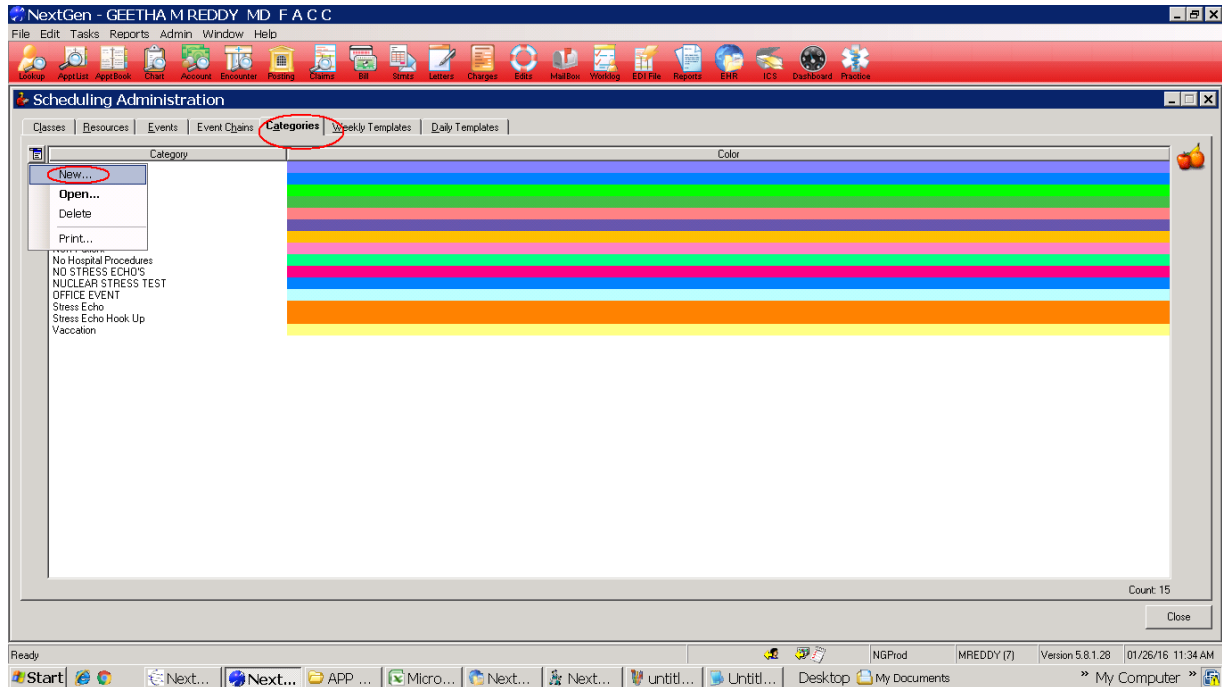 NextGen - GEETHA M REDDY MD F A C C
File Edit Tasks Reports Admin Window Help
Lookup ApptList ApptBook Chart Account Encounter Posting Claims Bill Stmts Letters Charges Edits MailBox Worklog EDI File Reports EHR ICS Dashboard Practice
Scheduling Administration
Classes Resources Events Event Chains Categories Weekly Templates Daily Templates
Category Color
New...
Open...
Delete
Print...
No Hospital Procedures
NO STRESS ECHO'S
NUCLEAR STRESS TEST
OFFICE EVENT
Stress Echo
Stress Echo Hook Up
Vaccation
Count: 15
Close
Ready NGProd MREDDY (7) Version 5.8.1.28 01/26/16 11:34 AM
Start Next... Next... APP ... Micro... Next... Next... untitl... Untitl... Desktop My Documents » My Computer »